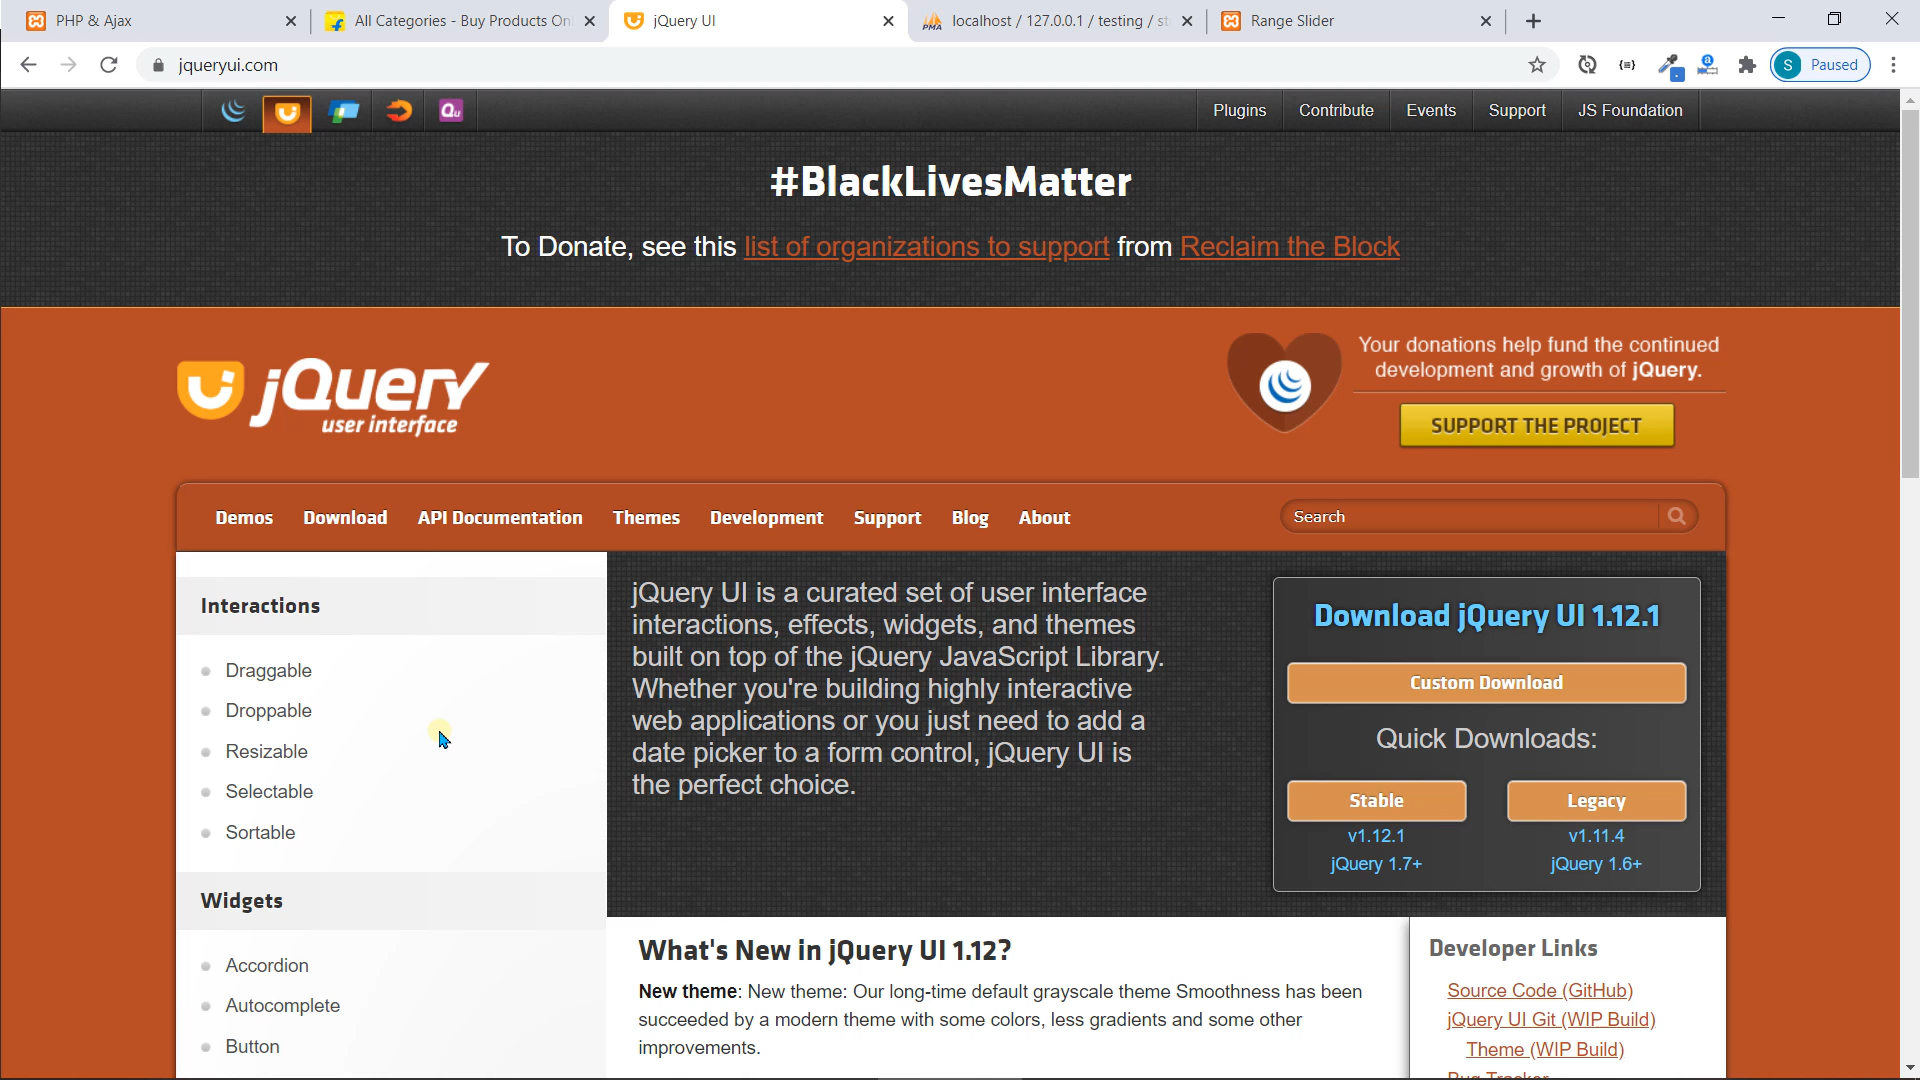 PHP & Ajax
All Categories - Buy Products On
jQuery UI
localhost / 127.0.0.1 / testing / st
Range Slider
jqueryui.com
S
Paused
Qu
Plugins
Contribute
Events
Support
JS Foundation
#BlackLivesMatter
To Donate, see this list of organizations to support from Reclaim the Block
jQuery
user interface
Your donations help fund the continued
development and growth of jQuery.
SUPPORT THE PROJECT
Demos
Download
API Documentation
Themes
Development
Support
Blog
About
Search
Interactions
Draggable
Droppable
Resizable
Selectable
Sortable
Widgets
Accordion
Autocomplete
Button
jQuery UI is a curated set of user interface
interactions, effects, widgets, and themes
built on top of the jQuery JavaScript Library.
Whether you're building highly interactive
web applications or you just need to add a
date picker to a form control, jQuery UI is
the perfect choice.
Download jQuery UI 1.12.1
Custom Download
Quick Downloads:
Stable
v1.12.1
jQuery 1.7+
Legacy
v1.11.4
jQuery 1.6+
What's New in jQuery UI 1.12?
New theme: New theme: Our long-time default grayscale theme Smoothness has been
succeeded by a modern theme with some colors, less gradients and some other
improvements.
Developer Links
Source Code (GitHub)
jQuery UI Git (WIP Build)
Theme (WIP Build)